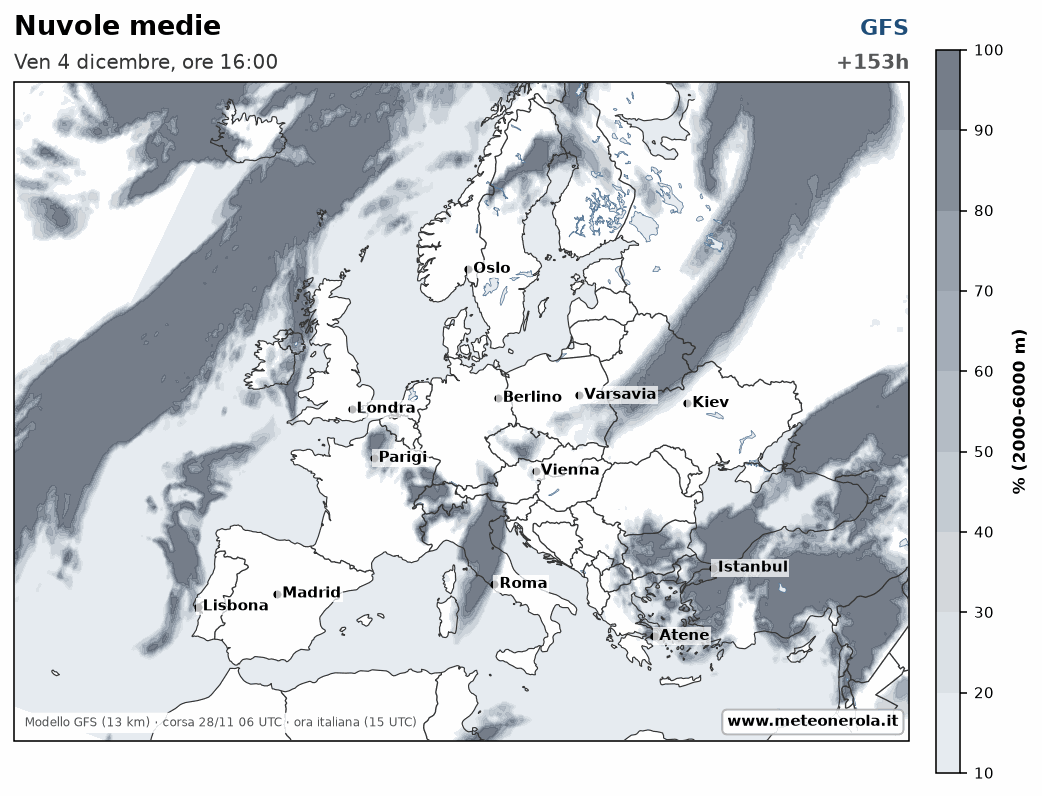 Nuvole medie
GFS
Ven 4 dicembre, ore 16:00
+153h
100
90
80
70
60
50
40
30
20
10
% (2000-6000 m)
Oslo
Londra
Berlino
Varsavia
Kiev
Parigi
Vienna
Istanbul
Roma
Madrid
Lisbona
Atene
Modello GFS (13 km) · corsa 28/11 06 UTC · ora italiana (15 UTC)
www.meteonerola.it